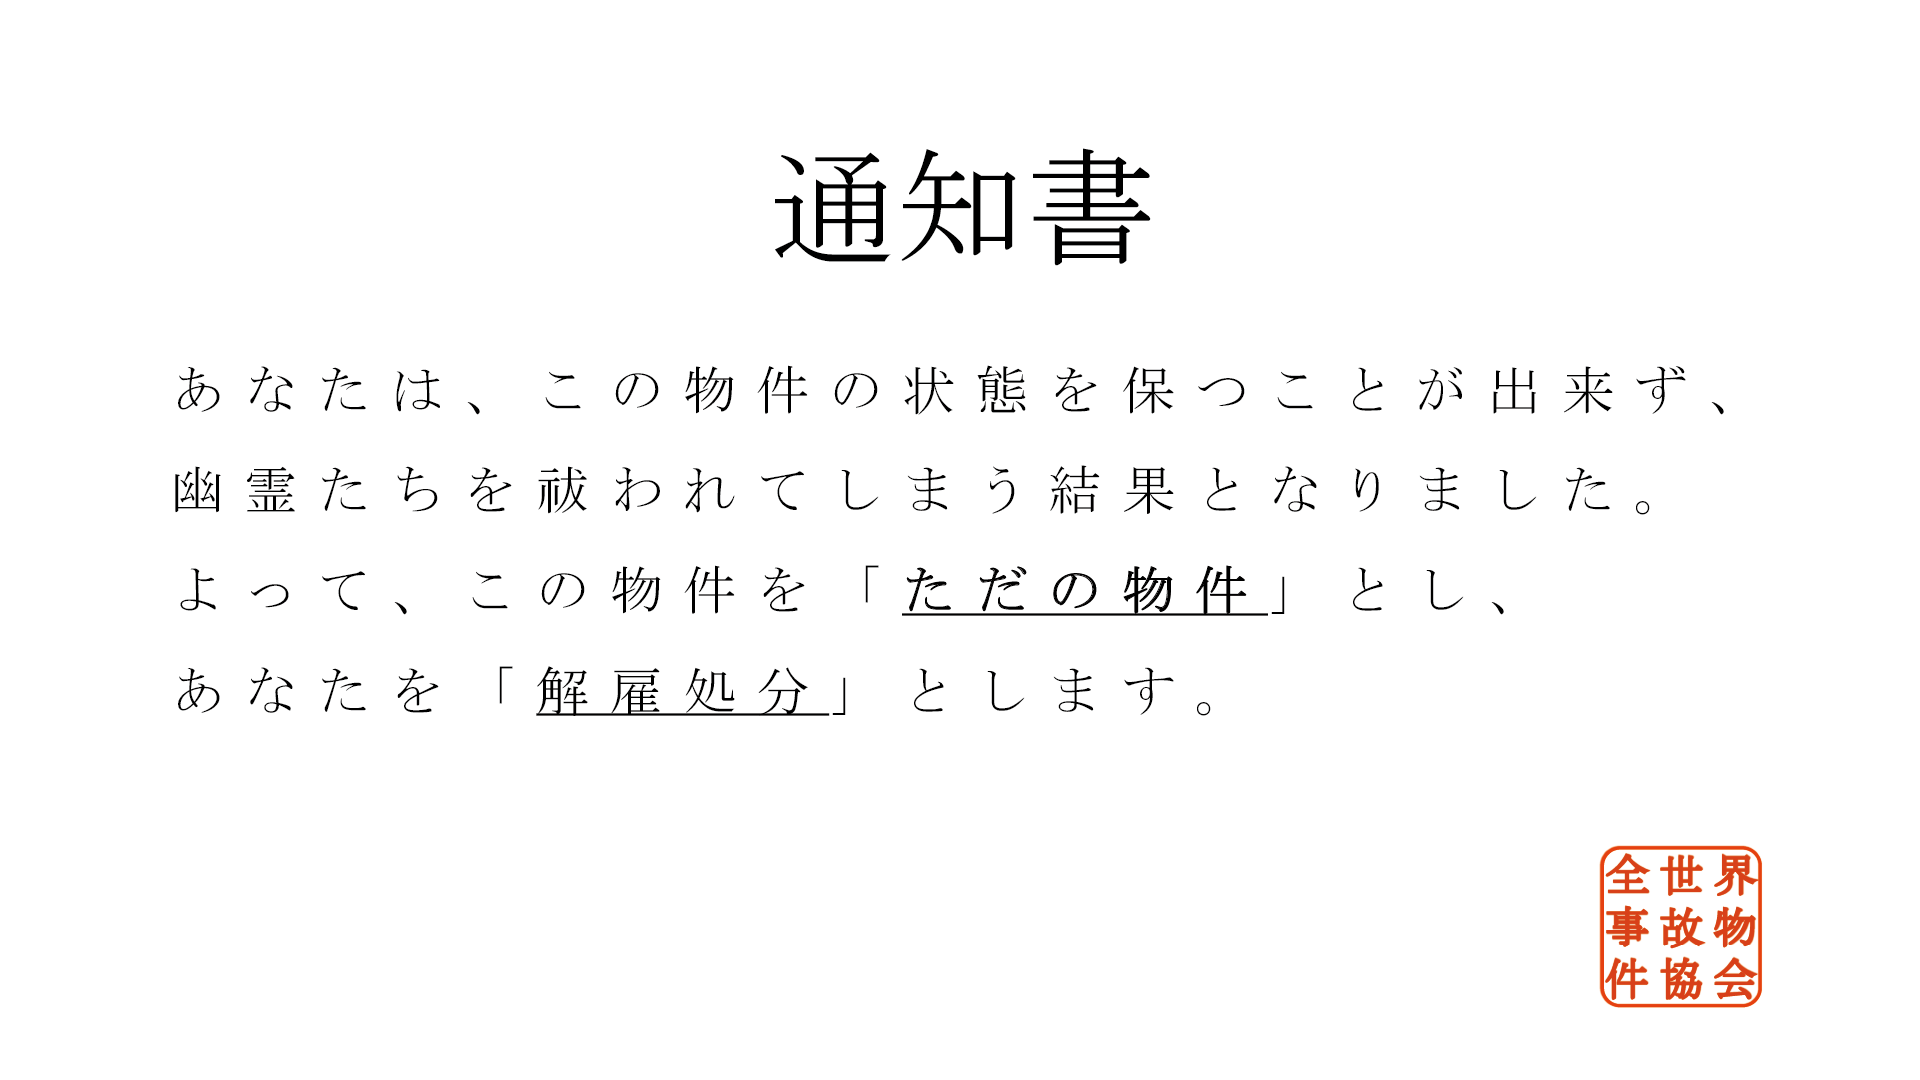 通知書
あなたは、この物件の状態を保つことが出来ず、
幽霊たちを祓われてしまう結果となりました。
よって、この物件を「ただの物件」とし、
あなたを「解雇処分」とします。
全世界
事故物
件協会